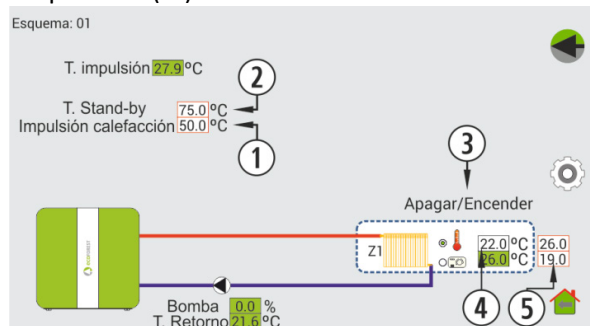 Esquema: 01
T. impulsión 27.9 ºC
2
T. Stand-by 75.0 ºC
Impulsión calefacción 50.0 ºC
1
3
Apagar/Encender
Z1
22.0 ºC 26.0
26.0 ºC 19.0
4
5
ECOFOREST
Bomba 0.0 %
T. Retorno 21.6 ºC